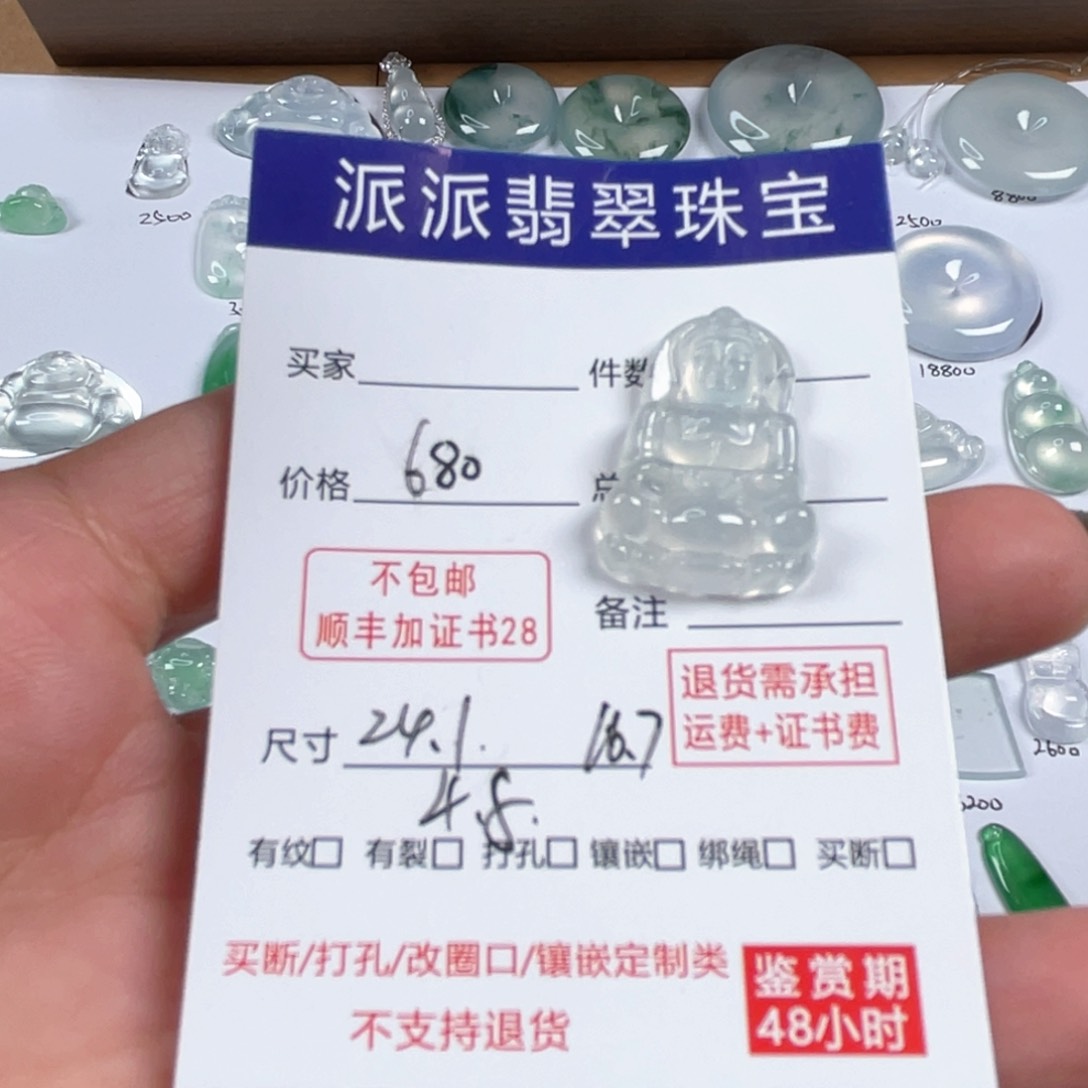 2500
派派翡翠珠宝
8800
2500
18800
买家
件数
价格 680
总
不包邮
顺丰加证书28
备注
退货需承担
运费+证书费
尺寸 24.1. 16.7
4.8.
2600
有纹□ 有裂□ 打孔□ 镶嵌□ 绑绳□ 买断□
买断/打孔/改圈口/镶嵌定制类
不支持退货
鉴赏期
48小时